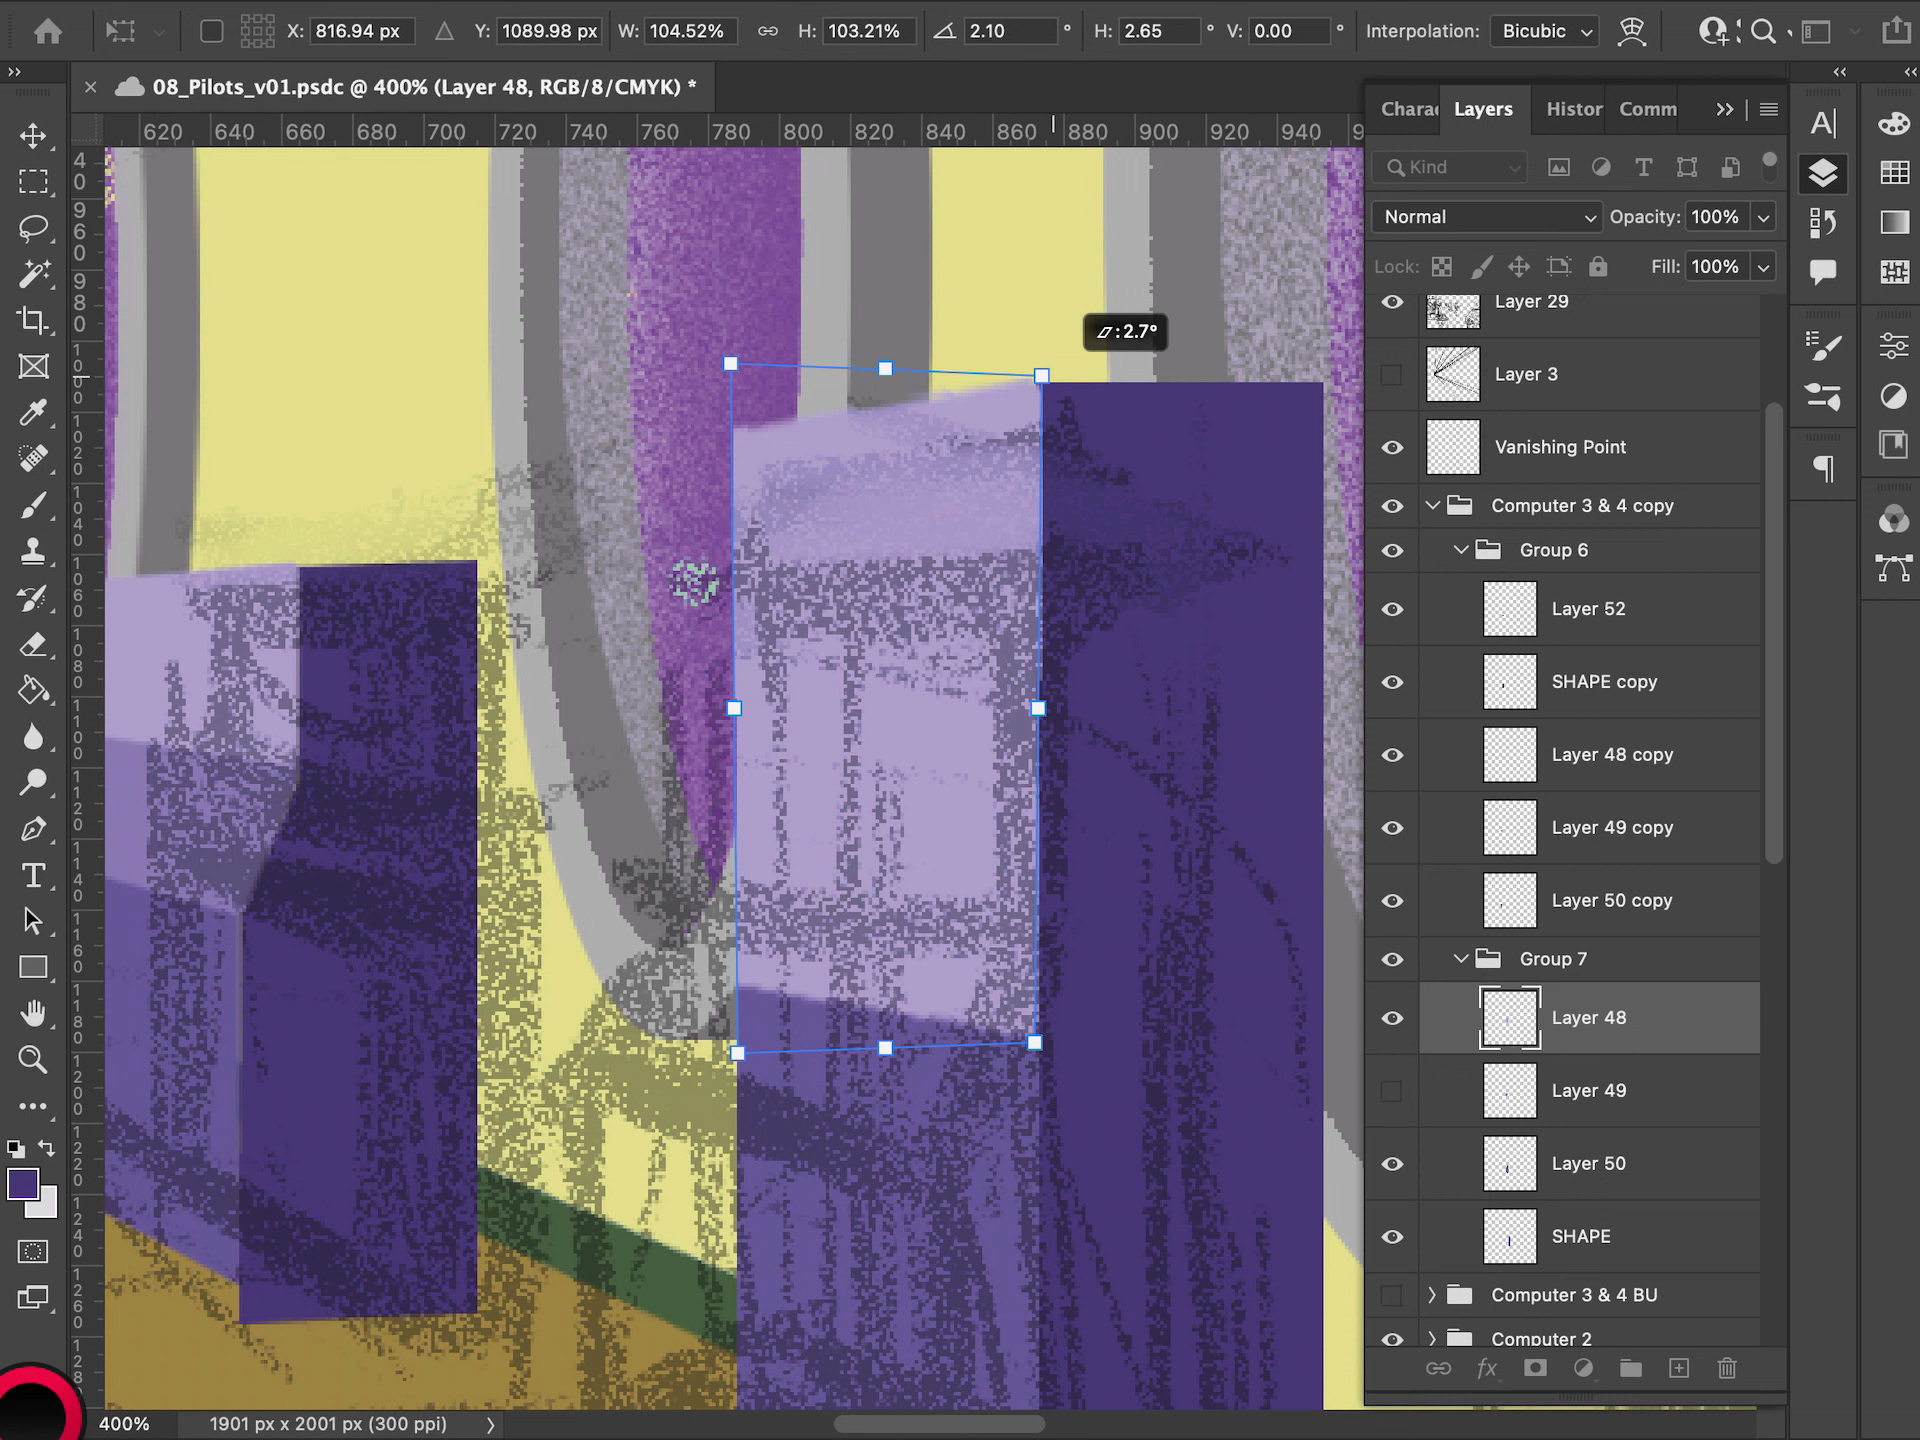 X: 816.94 px Y: 1089.98 px W: 104.52% H: 103.21% 2.10 ° H: 2.65 ° V: 0.00 ° Interpolation: Bicubic
08_Pilots_v01.psdc @ 400% (Layer 48, RGB/8/CMYK) *
Charac Layers Histor Comm
620 640 660 680 700 720 740 760 780 800 820 840 860 880 900 920 940 9
Kind
Normal Opacity: 100%
Lock: Fill: 100%
Layer 29
▱ : 2.7°
Layer 3
Vanishing Point
Computer 3 & 4 copy
Group 6
Layer 52
SHAPE copy
Layer 48 copy
Layer 49 copy
Layer 50 copy
Group 7
Layer 48
Layer 49
Layer 50
SHAPE
Computer 3 & 4 BU
Computer 2
400% 1901 px x 2001 px (300 ppi)